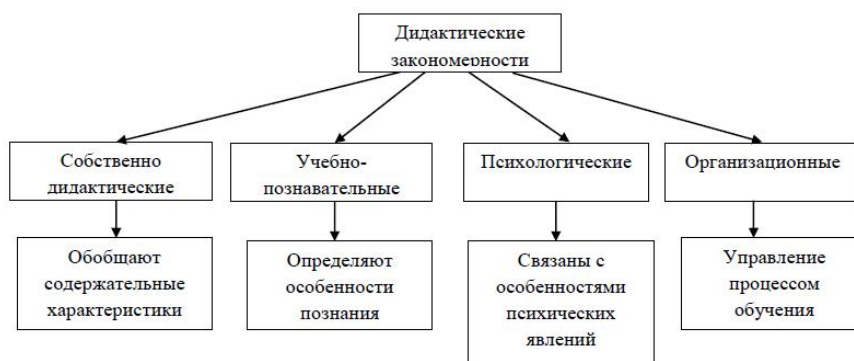 Дидактические
закономерности
Собственно
дидактические
Учебно-
познавательные
Психологические
Организационные
Обобщают
содержательные
характеристики
Определяют
особенности
познания
Связаны с
особенностями
психических
явлений
Управление
процессом
обучения